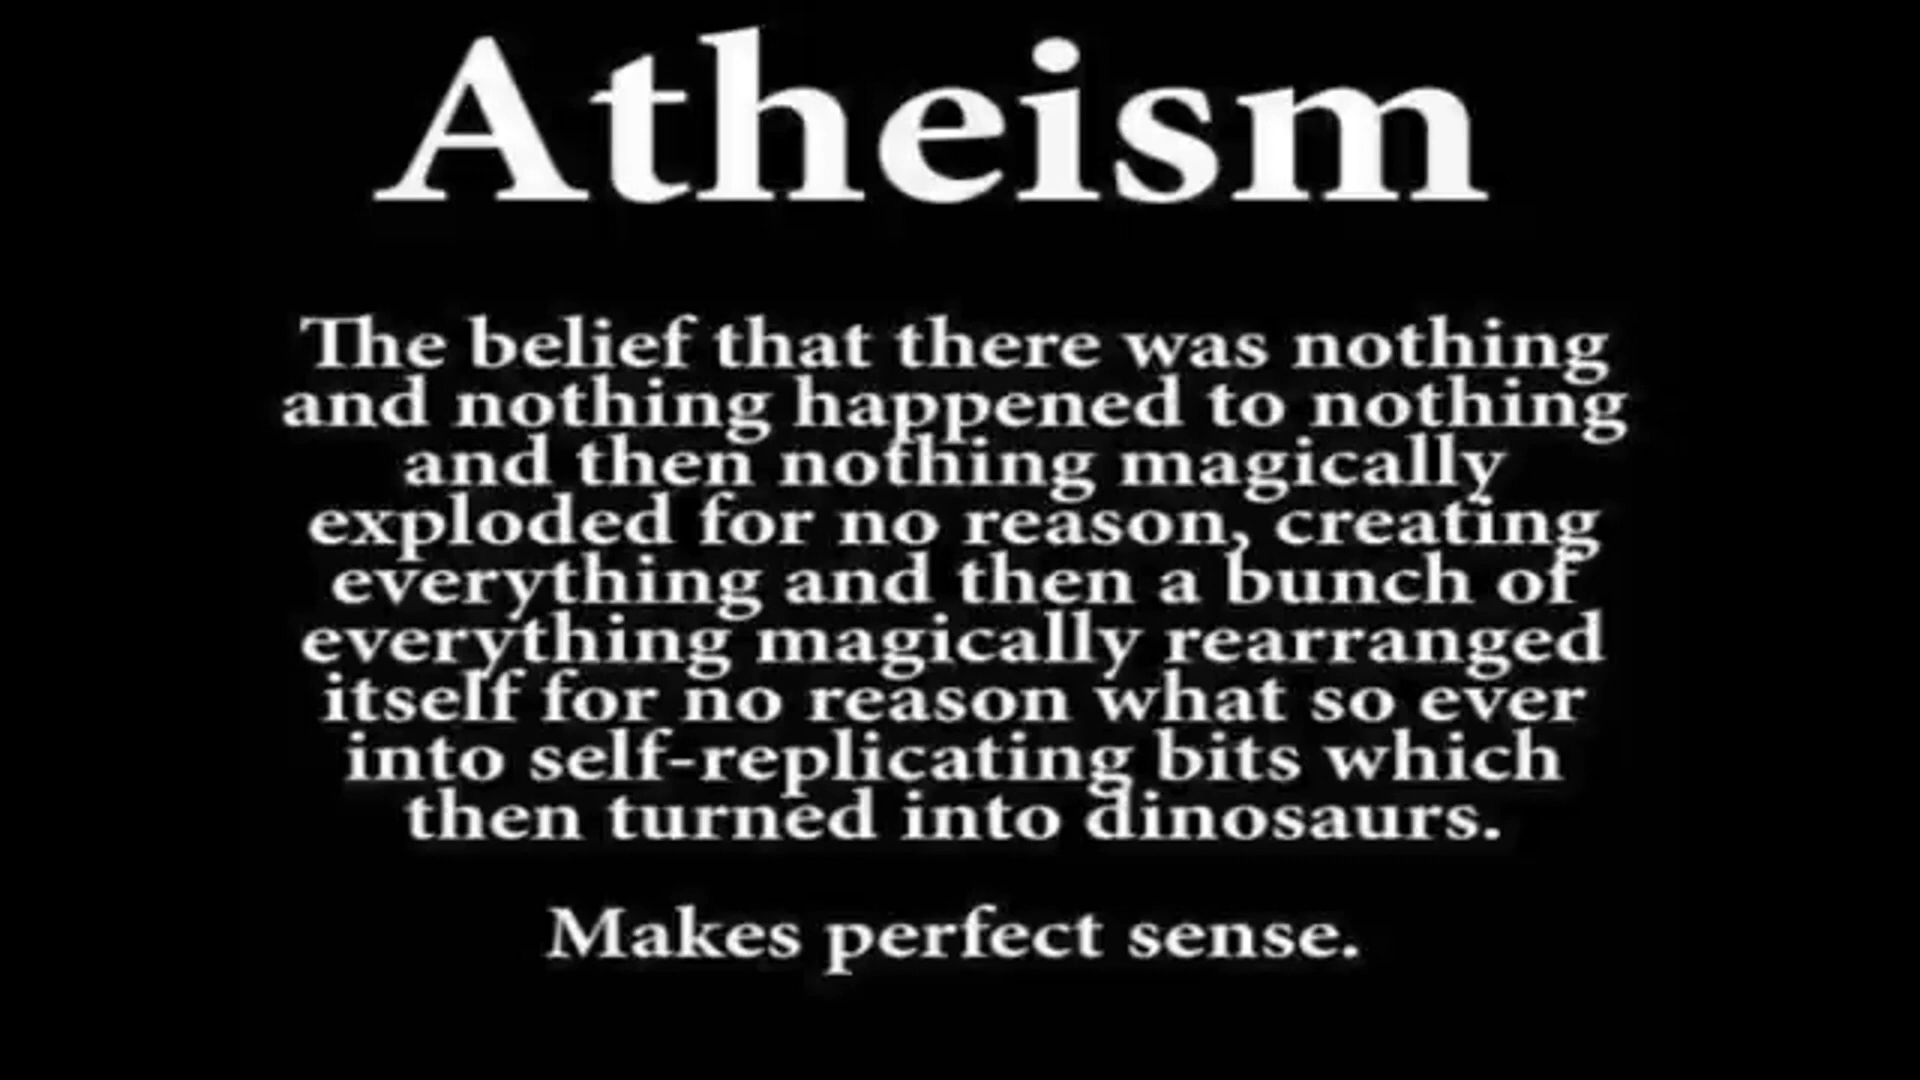 Atheism
The belief that there was nothing
and nothing happened to nothing
and then nothing magically
exploded for no reason, creating
everything and then a bunch of
everything magically rearranged
itself for no reason what so ever
into self-replicating bits which
then turned into dinosaurs.
Makes perfect sense.